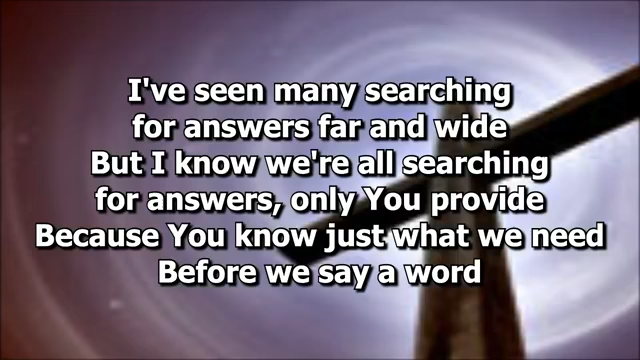 I've seen many searching
for answers far and wide
But I know we're all searching
for answers, only You provide
Because You know just what we need
Before we say a word